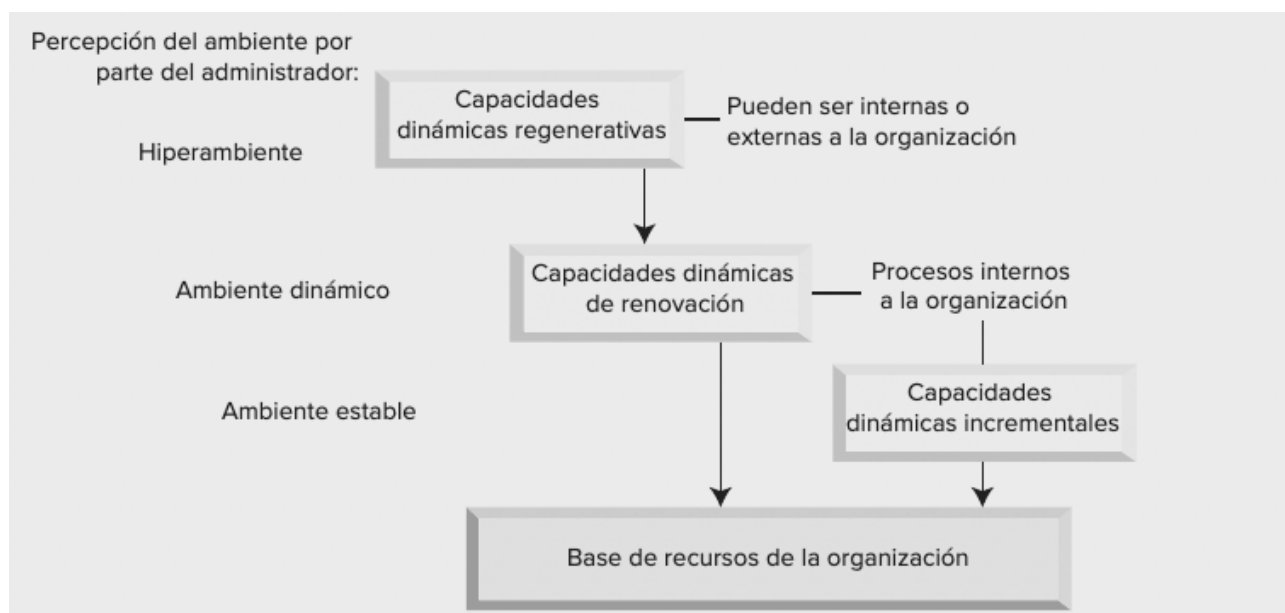 Percepción del ambiente por
parte del administrador:
Capacidades
dinámicas regenerativas
Pueden ser internas o
externas a la organización
Hiperambiente
Ambiente dinámico
Capacidades dinámicas
de renovación
Procesos internos
a la organización
Ambiente estable
Capacidades
dinámicas incrementales
Base de recursos de la organización